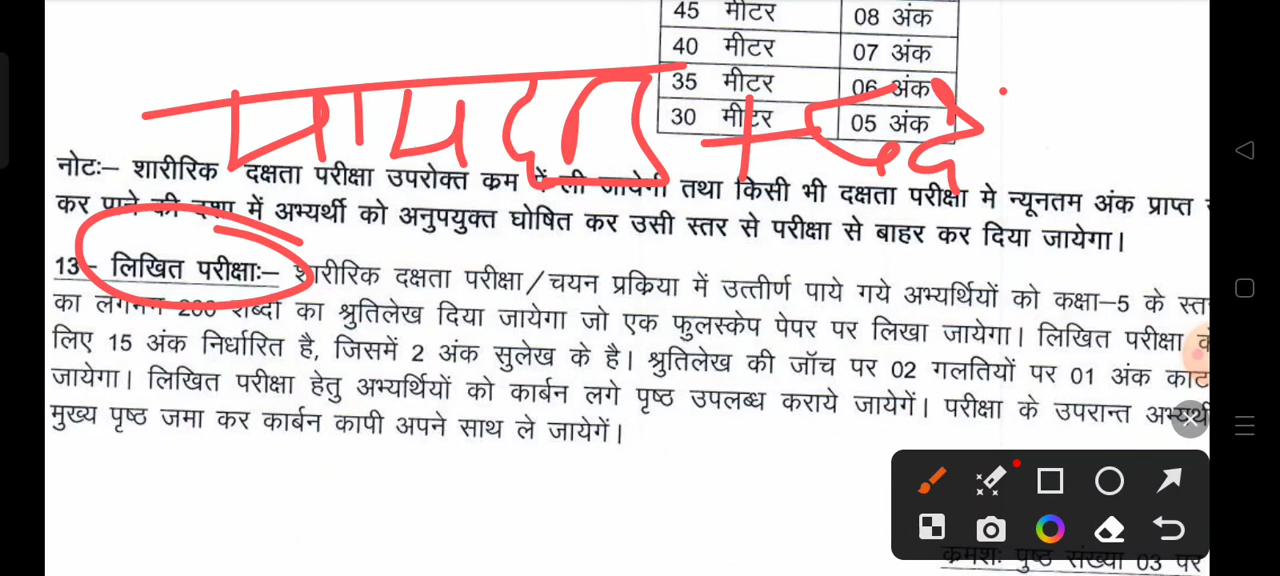 45 मीटर 08 अंक
40 मीटर 07 अंक
35 मीटर 06 अंक
30 मीटर 05 अंक
नोटः– शारीरिक दक्षता परीक्षा उपरोक्त क्रम में ली जायेगी तथा किसी भी दक्षता परीक्षा मे न्यूनतम अंक प्राप्त
कर पाने की दशा में अभ्यर्थी को अनुपयुक्त घोषित कर उसी स्तर से परीक्षा से बाहर कर दिया जायेगा।
13– लिखित परीक्षाः– शारीरिक दक्षता परीक्षा/चयन प्रक्रिया में उत्तीर्ण पाये गये अभ्यर्थियों को कक्षा–5 के
का लगभग 200 शब्दों का श्रुतिलेख दिया जायेगा जो एक फुलस्केप पेपर पर लिखा जायेगा। लिखित परीक्षा
लिए 15 अंक निर्धारित है, जिसमें 2 अंक सुलेख के है। श्रुतिलेख की जॉच पर 02 गलतियों पर 01 अंक
जायेगा। लिखित परीक्षा हेतु अभ्यर्थियों को कार्बन लगे पृष्ठ उपलब्ध कराये जायेगें। परीक्षा के उपरान्त
मुख्य पृष्ठ जमा कर कार्बन कापी अपने साथ ले जायेगें।
क्रमशः पृष्ठ संख्या 03 पर